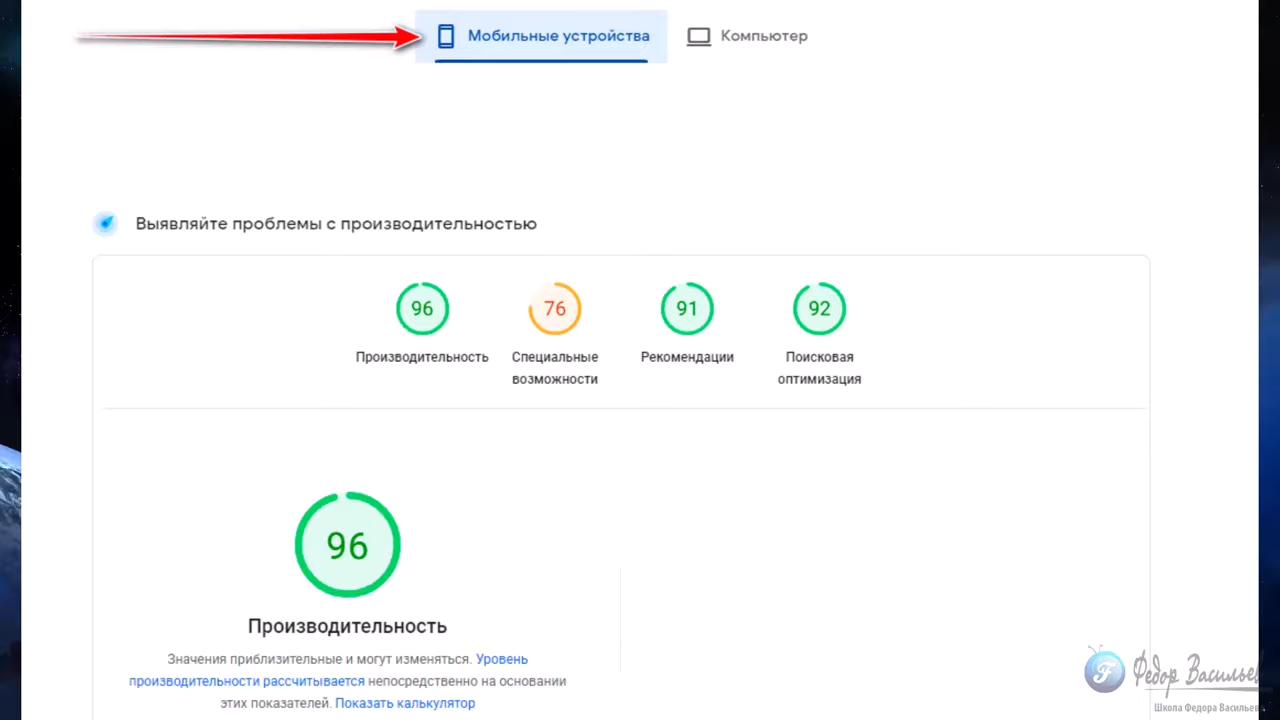 Мобильные устройства
Компьютер
Выявляйте проблемы с производительностью
96
76
91
92
Производительность
Специальные
возможности
Рекомендации
Поисковая
оптимизация
96
Производительность
Значения приблизительные и могут изменяться. Уровень
производительности рассчитывается непосредственно на основании
этих показателей. Показать калькулятор
Федор Васильев
Школа Федора Васильева